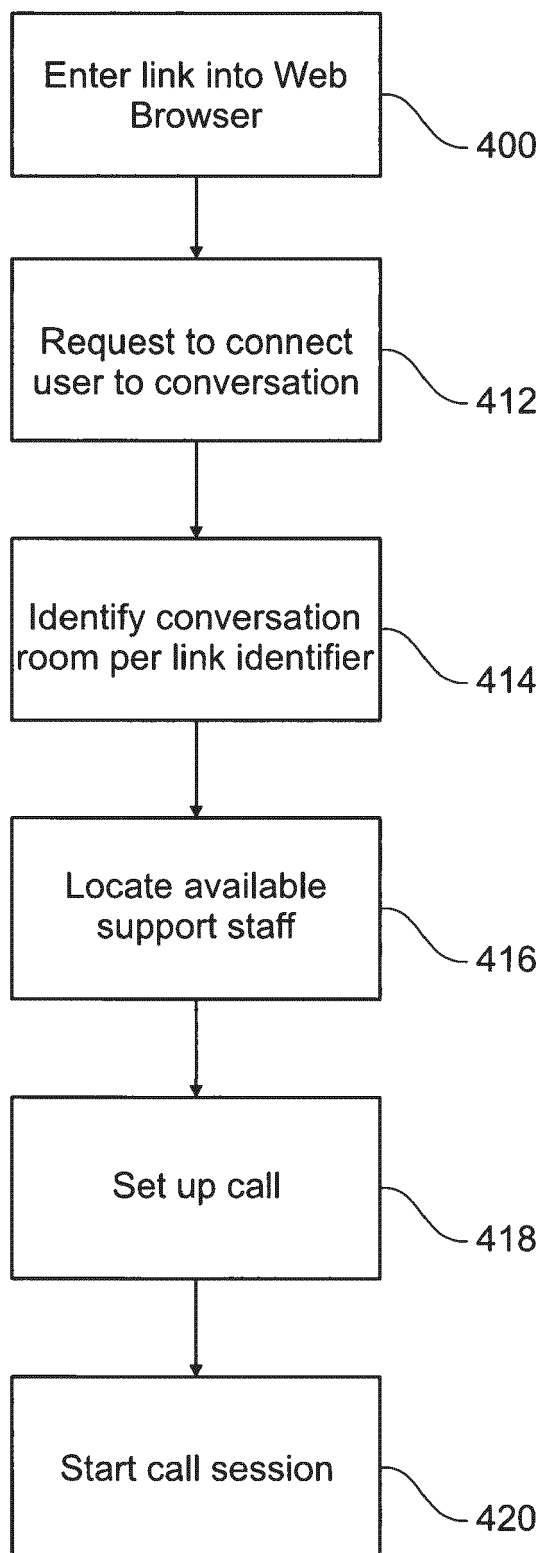 Enter link into Web
Browser
400
Request to connect
user to conversation
412
Identify conversation
room per link identifier
414
Locate available
support staff
416
Set up call
418
Start call session
420